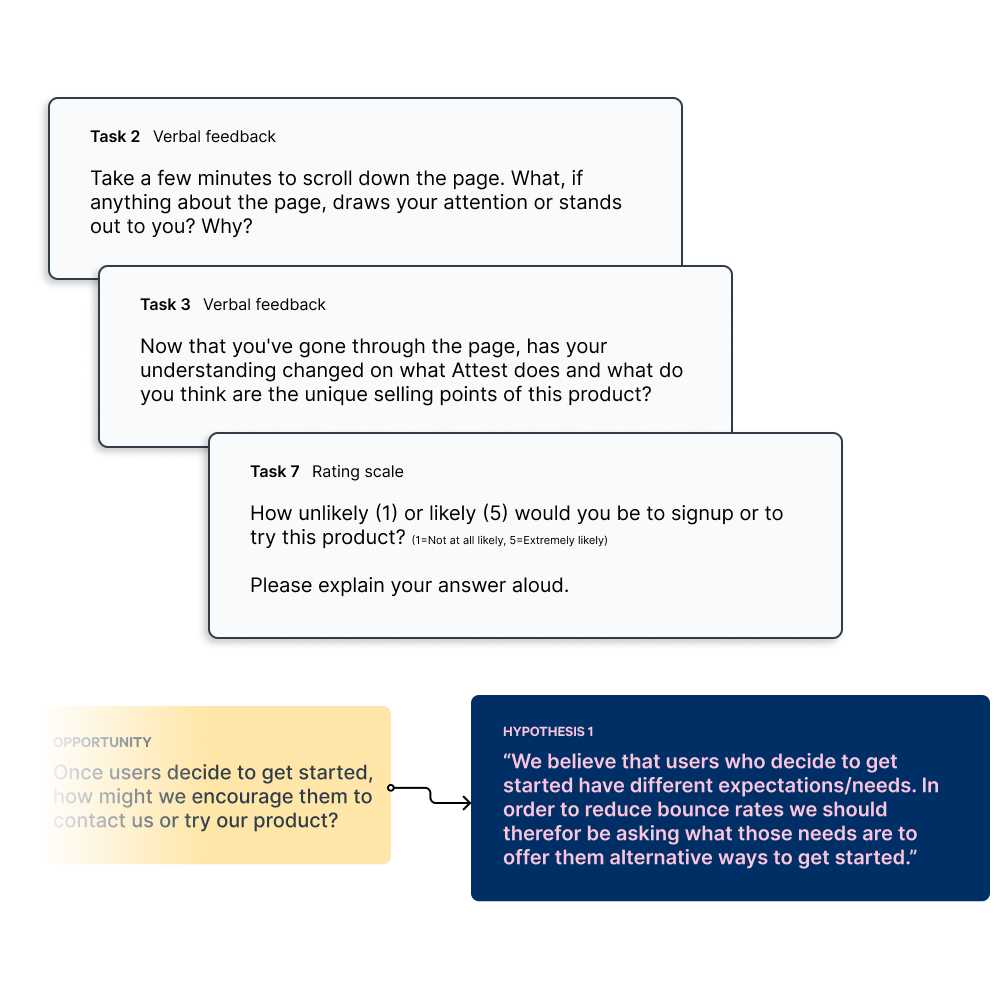 Task 2 Verbal feedback
Take a few minutes to scroll down the page. What, if
anything about the page, draws your attention or stands
out to you? Why?
Task 3 Verbal feedback
Now that you've gone through the page, has your
understanding changed on what Attest does and what do
you think are the unique selling points of this product?
Task 7 Rating scale
How unlikely (1) or likely (5) would you be to signup or to
try this product? (1=Not at all likely, 5=Extremely likely)
Please explain your answer aloud.
OPPORTUNITY
Once users decide to get started,
how might we encourage them to
contact us or try our product?
HYPOTHESIS 1
“We believe that users who decide to get
started have different expectations/needs. In
order to reduce bounce rates we should
therefor be asking what those needs are to
offer them alternative ways to get started.”